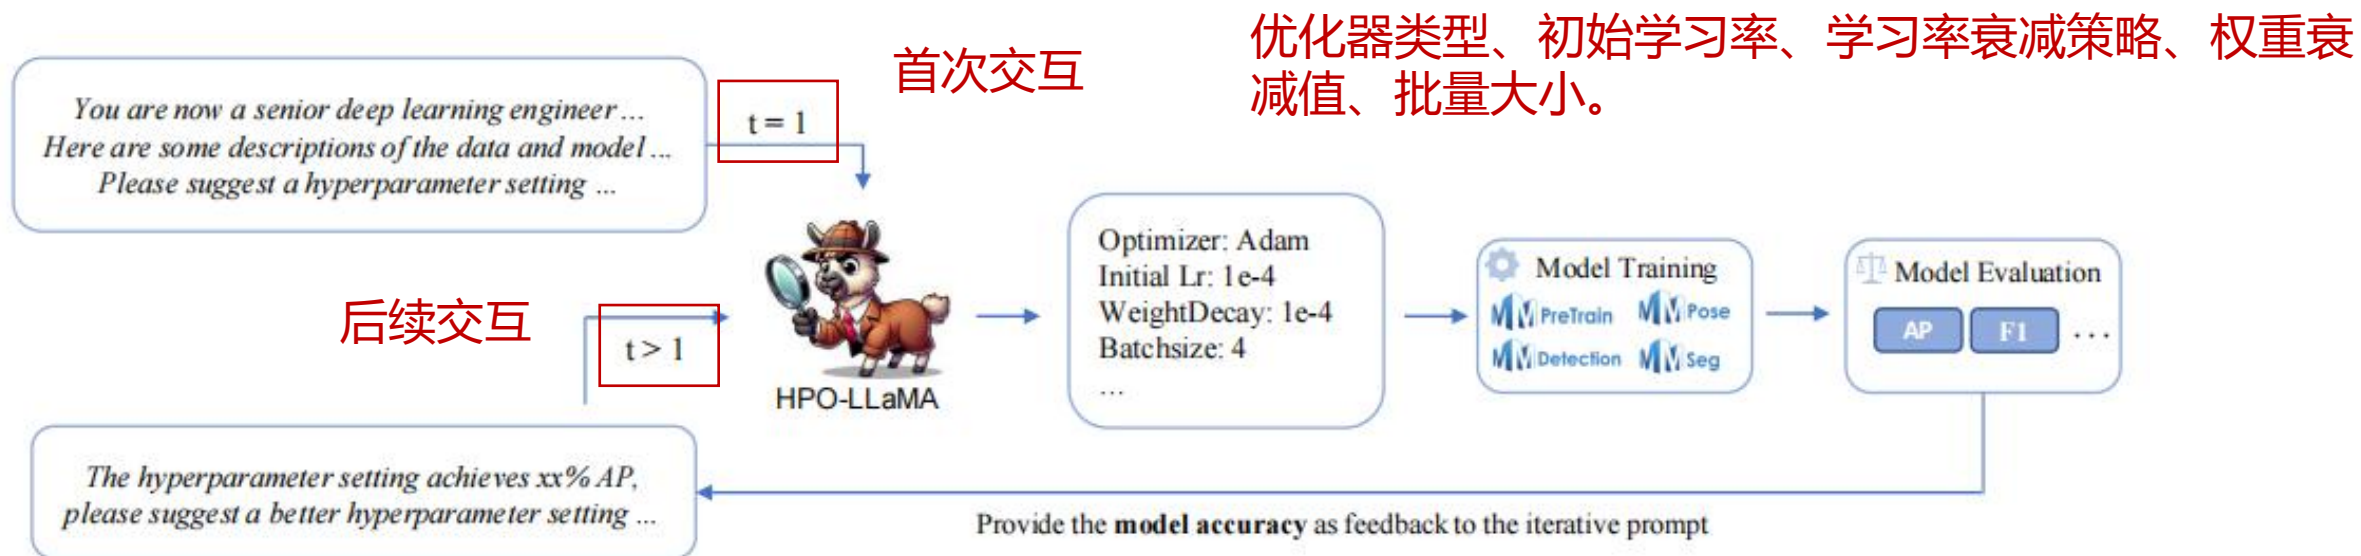 优化器类型、初始学习率、学习率衰减策略、权重衰
减值、批量大小。
首次交互
You are now a senior deep learning engineer ...
Here are some descriptions of the data and model ...
Please suggest a hyperparameter setting ...
t = 1
后续交互
t > 1
HPO-LLaMA
Optimizer: Adam
Initial Lr: 1e-4
WeightDecay: 1e-4
Batchsize: 4
...
Model Training
MM PreTrain
MM Pose
MM Detection
MM Seg
Model Evaluation
AP
F1
...
The hyperparameter setting achieves xx% AP,
please suggest a better hyperparameter setting ...
Provide the model accuracy as feedback to the iterative prompt